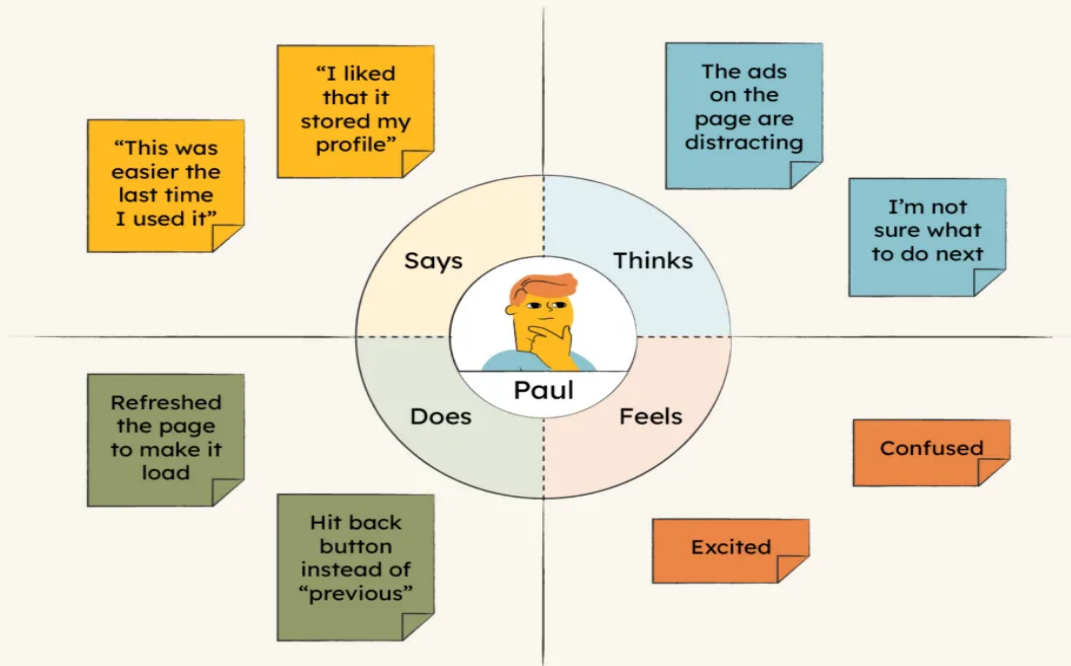 “I liked
that it
stored my
profile”
“This was
easier the
last time
I used it”
The ads
on the
page are
distracting
I’m not
sure what
to do next
Says
Thinks
Paul
Does
Feels
Refreshed
the page
to make it
load
Hit back
button
instead of
“previous”
Confused
Excited